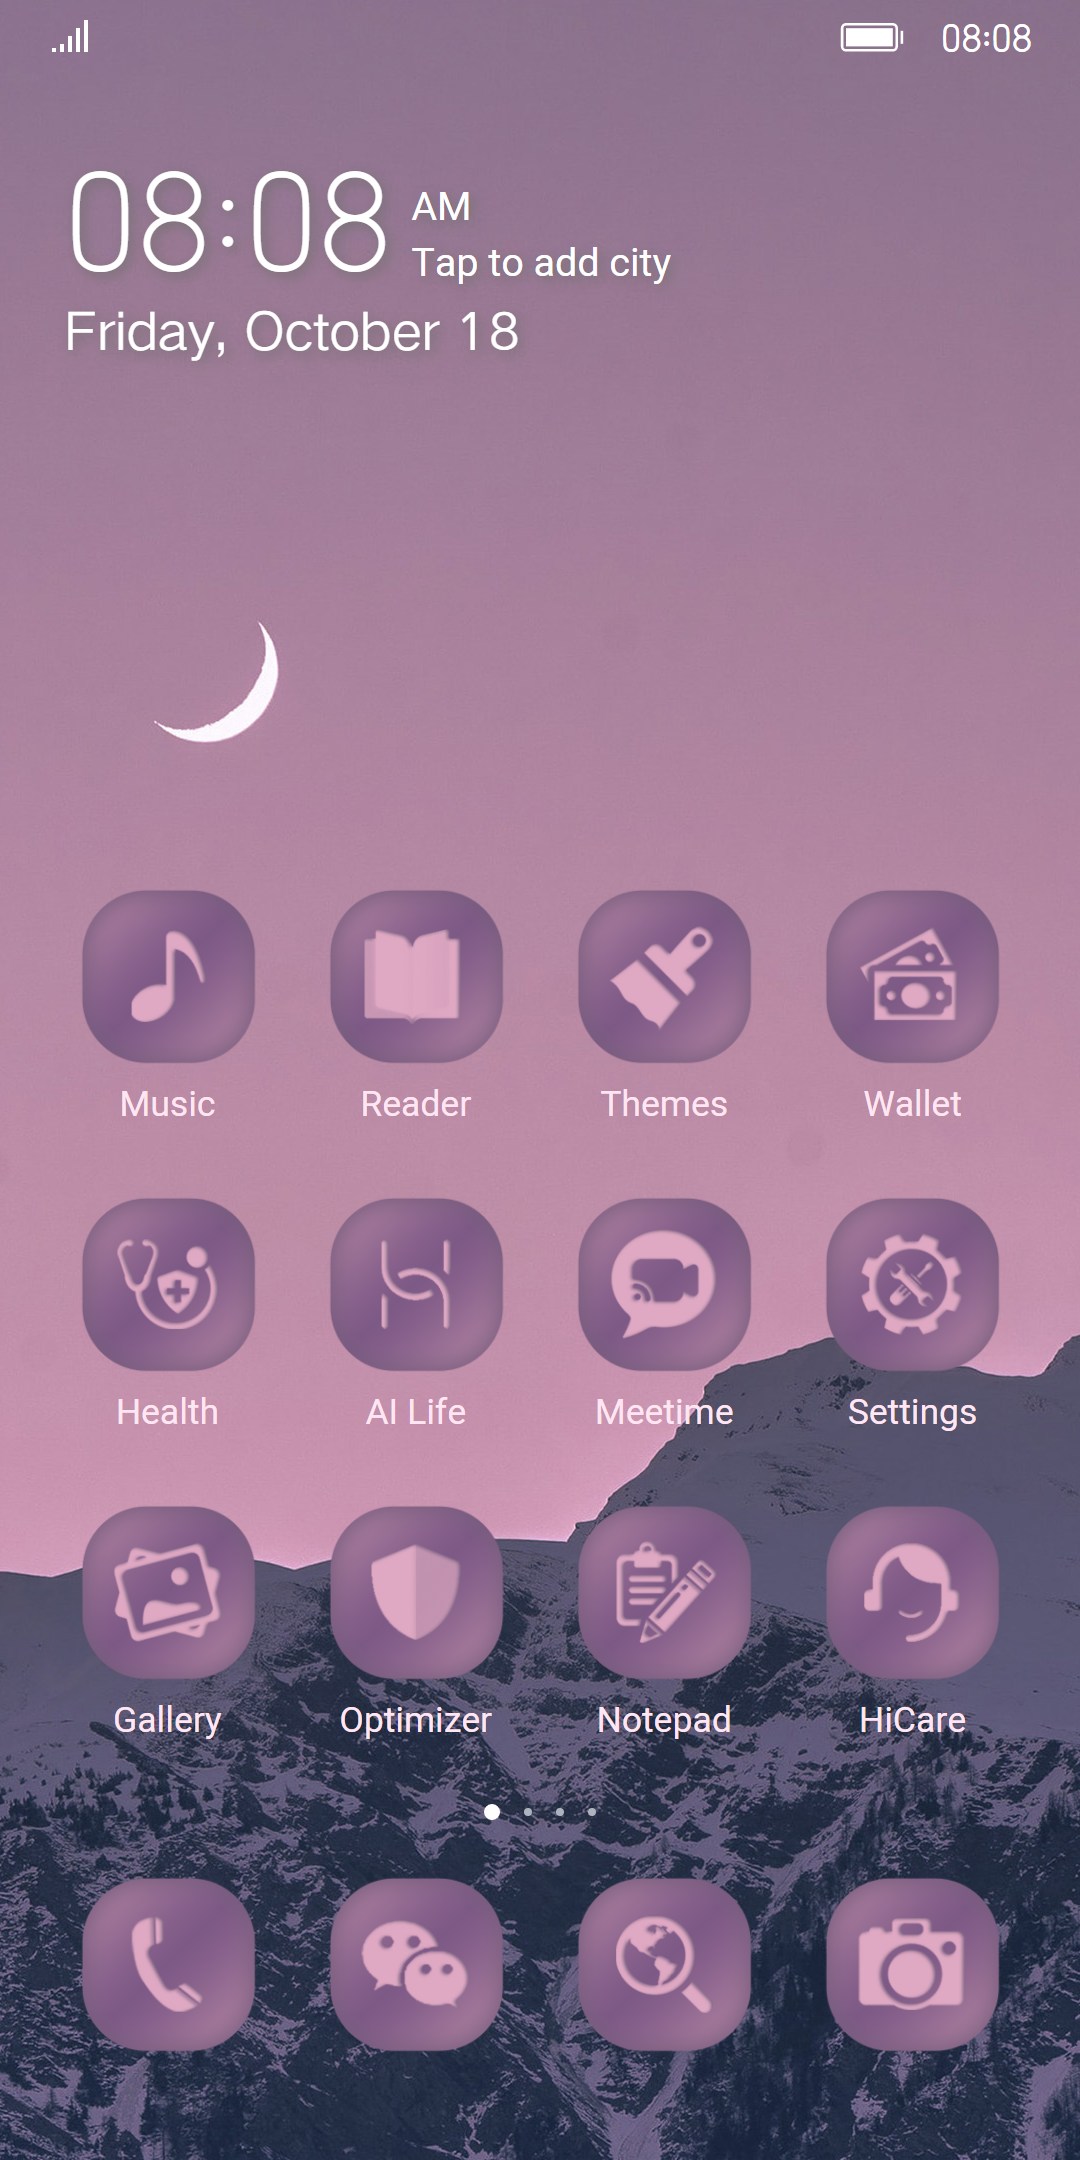 08:08
08:08 AM
Tap to add city
Friday, October 18
Music Reader Themes Wallet
Health AI Life Meetime Settings
Gallery Optimizer Notepad HiCare